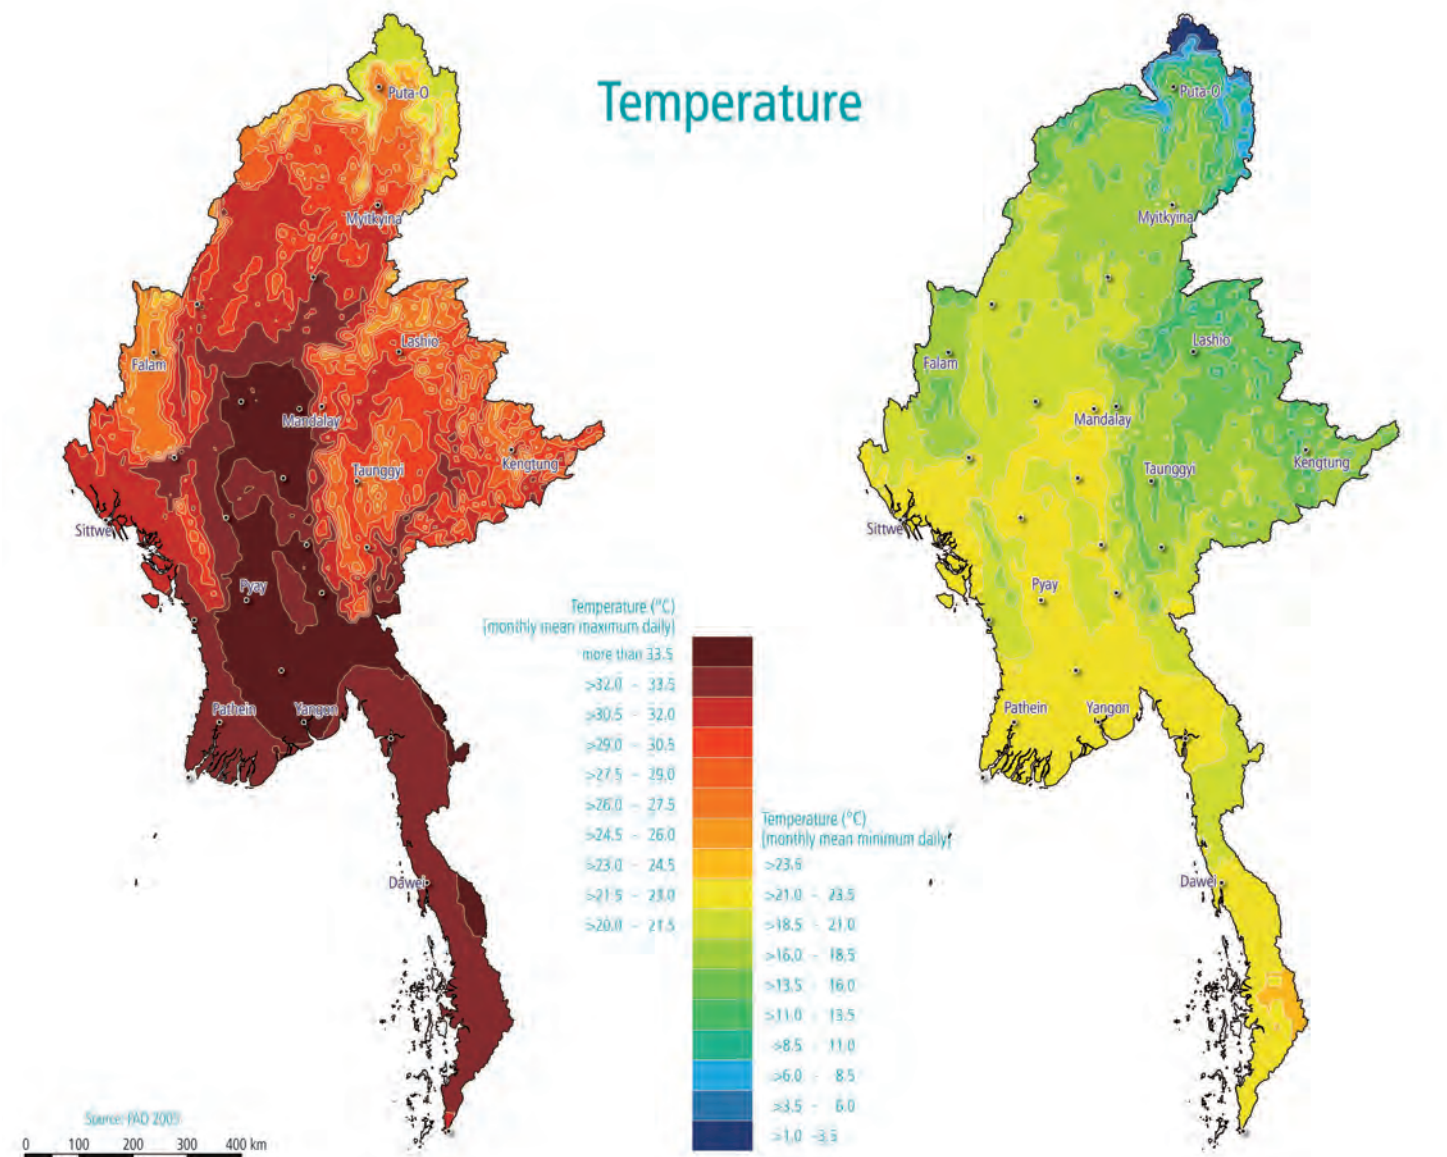 Temperature
Puta-O
Myitkyina
Lashio
Falam
Mandalay
Taunggyi
Kengtung
Sittwe
Pyay
Pathein
Yangon
Dawei
Puta-O
Myitkyina
Lashio
Falam
Mandalay
Taunggyi
Kengtung
Sittwe
Pyay
Pathein
Yangon
Dawei
Temperature (°C)
(monthly mean maximum daily)
more than 33.5
>32.0 - 33.5
>30.5 - 32.0
>29.0 - 30.5
>27.5 - 29.0
>26.0 - 27.5
>24.5 - 26.0
>23.0 - 24.5
>21.5 - 23.0
>20.0 - 21.5
Temperature (°C)
(monthly mean minimum daily)
>23.6
>21.0 - 23.5
>18.5 - 21.0
>16.0 - 18.5
>13.5 - 16.0
>11.0 - 13.5
>8.5 - 11.0
>6.0 - 8.5
>3.5 - 6.0
>1.0 -3.5
Source: 2005
0 100 200 300 400 km